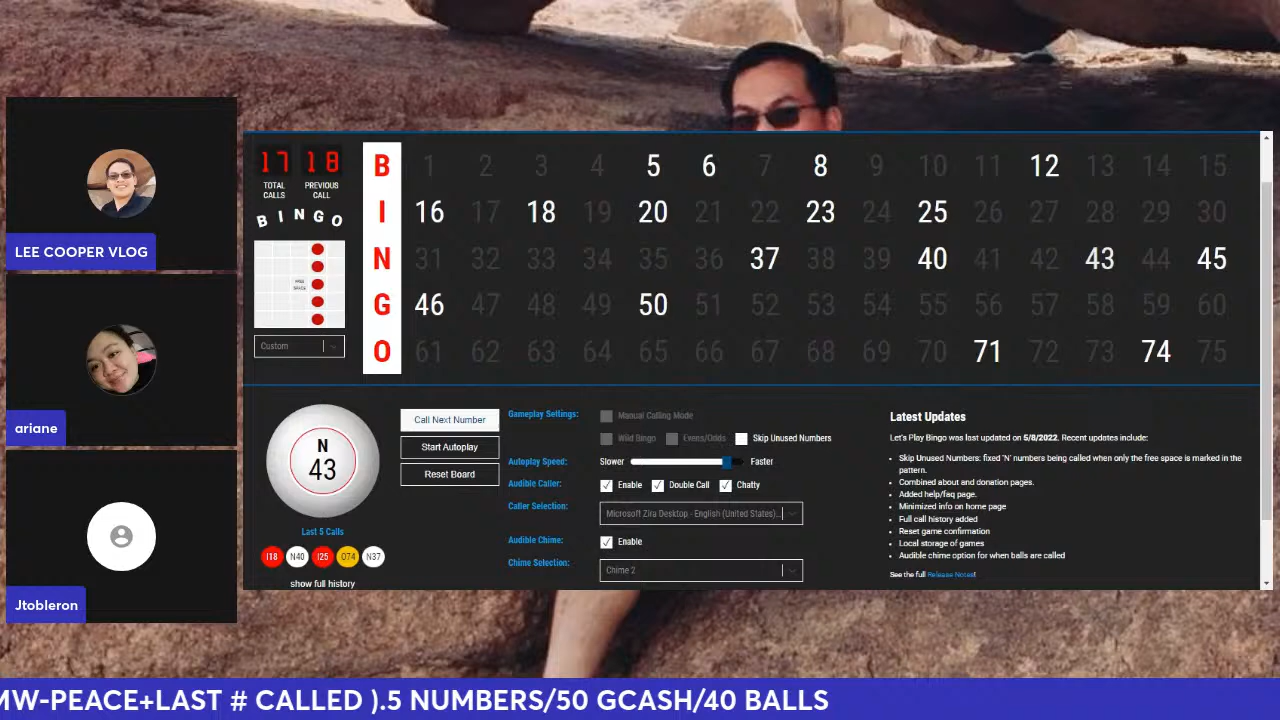 LEE COOPER VLOG
ariane
Jtobleron
17 18
TOTAL CALLS PREVIOUS CALL
B I N G O
FREE SPACE
Custom
B 1 2 3 4 5 6 7 8 9 10 11 12 13 14 15
I 16 17 18 19 20 21 22 23 24 25 26 27 28 29 30
N 31 32 33 34 35 36 37 38 39 40 41 42 43 44 45
G 46 47 48 49 50 51 52 53 54 55 56 57 58 59 60
O 61 62 63 64 65 66 67 68 69 70 71 72 73 74 75
N
43
Last 5 Calls
I18 N40 I25 O74 N37
show full history
Call Next Number
Start Autoplay
Reset Board
Gameplay Settings:
Manual Calling Mode
Wild Bingo Evens/Odds Skip Unused Numbers
Autoplay Speed: Slower Faster
Audible Caller: Enable Double Call Chatty
Caller Selection: Microsoft Zira Desktop - English (United States)...
Audible Chime: Enable
Chime Selection: Chime 2
Latest Updates
Let's Play Bingo was last updated on 5/8/2022. Recent updates include:
Skip Unused Numbers: fixed 'N' numbers being called when only the free space is marked in the
pattern.
Combined about and donation pages.
Added help/faq page.
Minimized info on home page
Full call history added
Reset game confirmation
Local storage of games
Audible chime option for when balls are called
See the full Release Notes!
MW-PEACE+LAST # CALLED ).5 NUMBERS/50 GCASH/40 BALLS